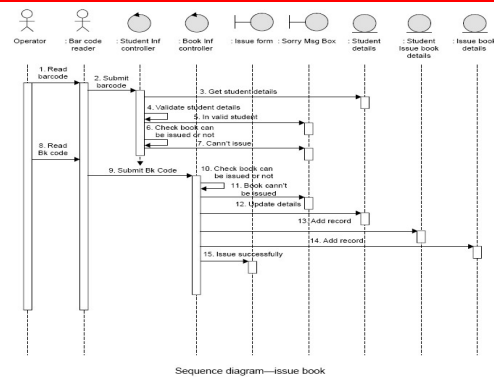 Operator
: Bar code
reader
: Student Inf
controller
: Book Inf
controller
: Issue form
: Sorry Msg Box
: Student
details
: Student
Issue book
details
: Issue book
details
1. Read
barcode
2. Submit
barcode
3. Get student details
4. Validate student details
5. In valid student
6. Check book can
be issued or not
7. Cann't issue
8. Read
Bk code
9. Submit Bk Code
10. Check book can
be issued or not
11. Book cann't
be issued
12. Update details
13. Add record
14. Add record
15. Issue successfully
Sequence diagram—issue book